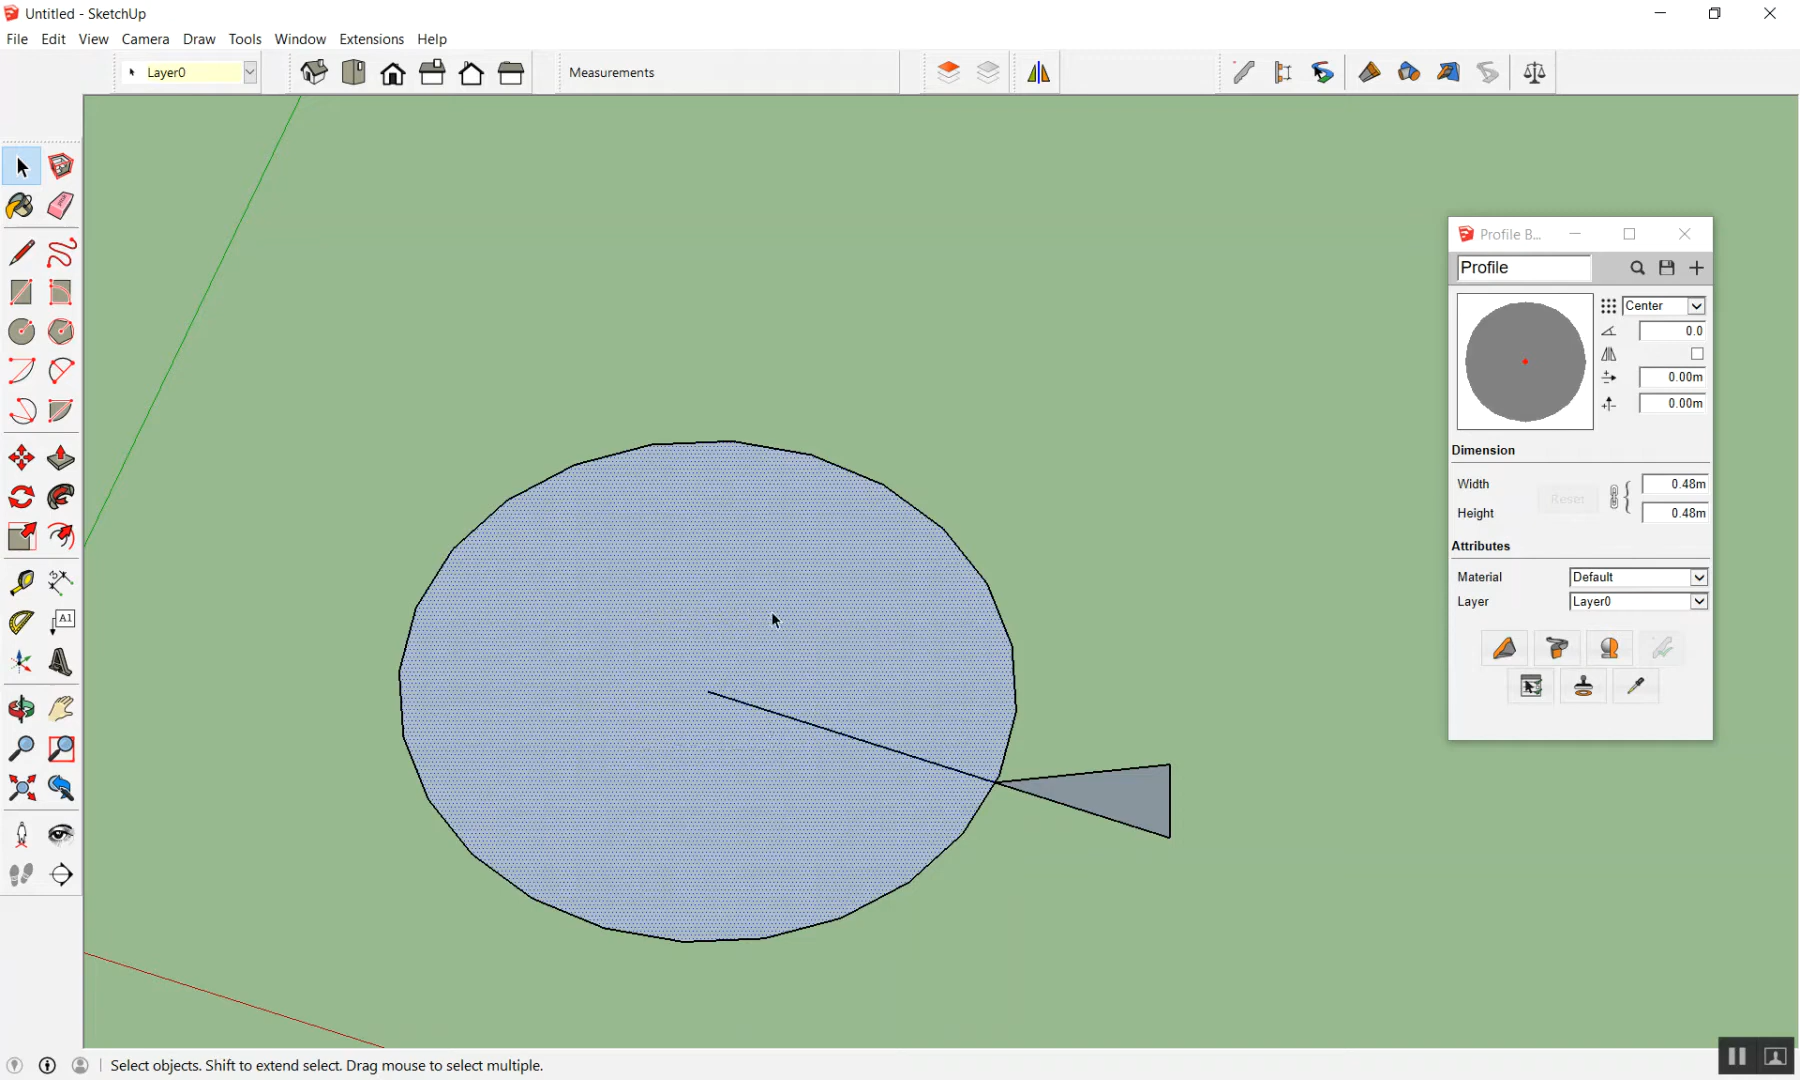 Untitled - SketchUp
File Edit View Camera Draw Tools Window Extensions Help
Layer0
Measurements
A1
Profile B...
Profile
Center
0.0
0.00m
0.00m
Dimension
Width Reset 0.48m
Height 0.48m
Attributes
Material Default
Layer Layer0
Select objects. Shift to extend select. Drag mouse to select multiple.